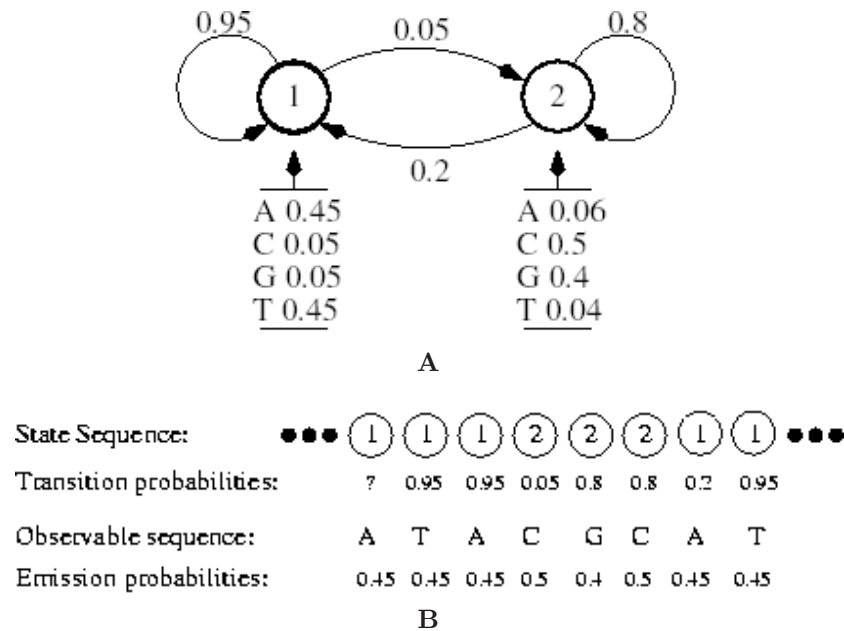 0.95
0.05
0.8
1
2
0.2
A 0.45
C 0.05
G 0.05
T 0.45
A 0.06
C 0.5
G 0.4
T 0.04
A
State Sequence: 1 1 1 2 2 2 1 1
Transition probabilities: ? 0.95 0.95 0.05 0.8 0.8 0.2 0.95
Observable sequence: A T A C G C A T
Emission probabilities: 0.45 0.45 0.45 0.5 0.4 0.5 0.45 0.45
B